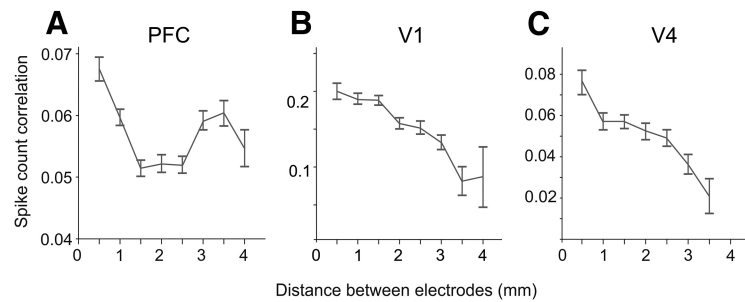 A PFC
B V1
C V4
Spike count correlation
0.07
0.06
0.05
0.04
0 1 2 3 4
0.2
0.1
0 1 2 3 4
0.08
0.06
0.04
0.02
0 1 2 3 4
Distance between electrodes (mm)